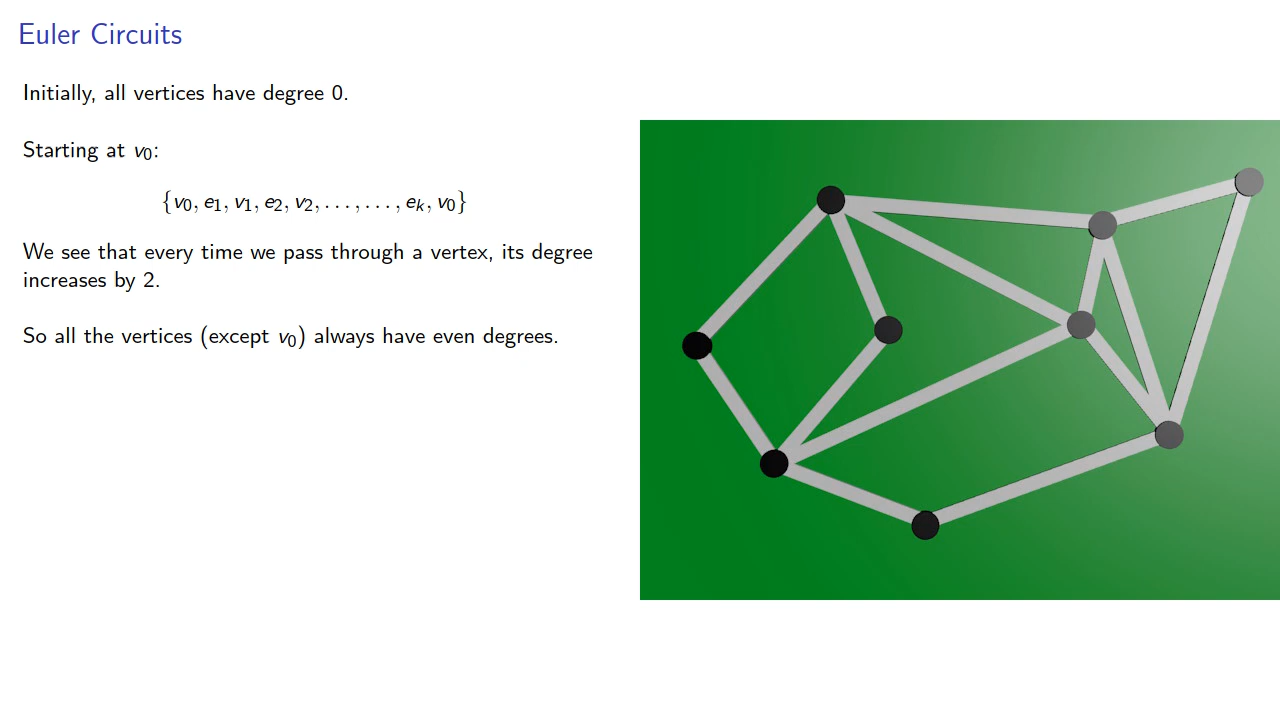 Euler Circuits
Initially, all vertices have degree 0.
Starting at v₀:
{v₀, e₁, v₁, e₂, v₂, . . . , . . . , eₖ, v₀}
We see that every time we pass through a vertex, its degree
increases by 2.
So all the vertices (except v₀) always have even degrees.